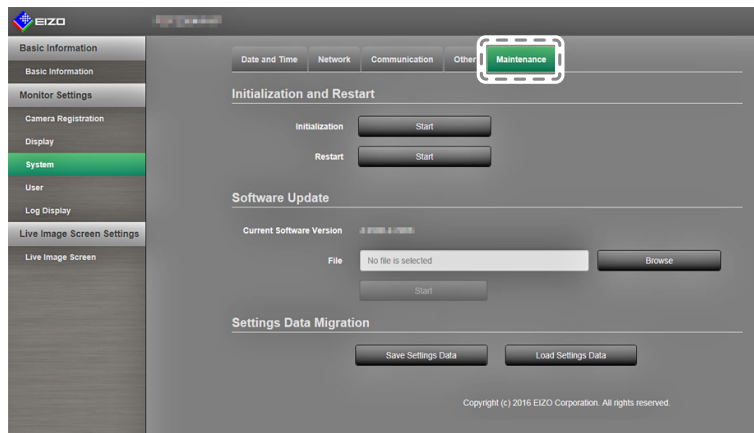 EIZO
Basic Information
Basic Information
Monitor Settings
Camera Registration
Display
System
User
Log Display
Live Image Screen Settings
Live Image Screen
Date and Time Network Communication Other Maintenance
Initialization and Restart
Initialization Start
Restart Start
Software Update
Current Software Version
File No file is selected Browse
Start
Settings Data Migration
Save Settings Data Load Settings Data
Copyright (c) 2016 EIZO Corporation. All rights reserved.